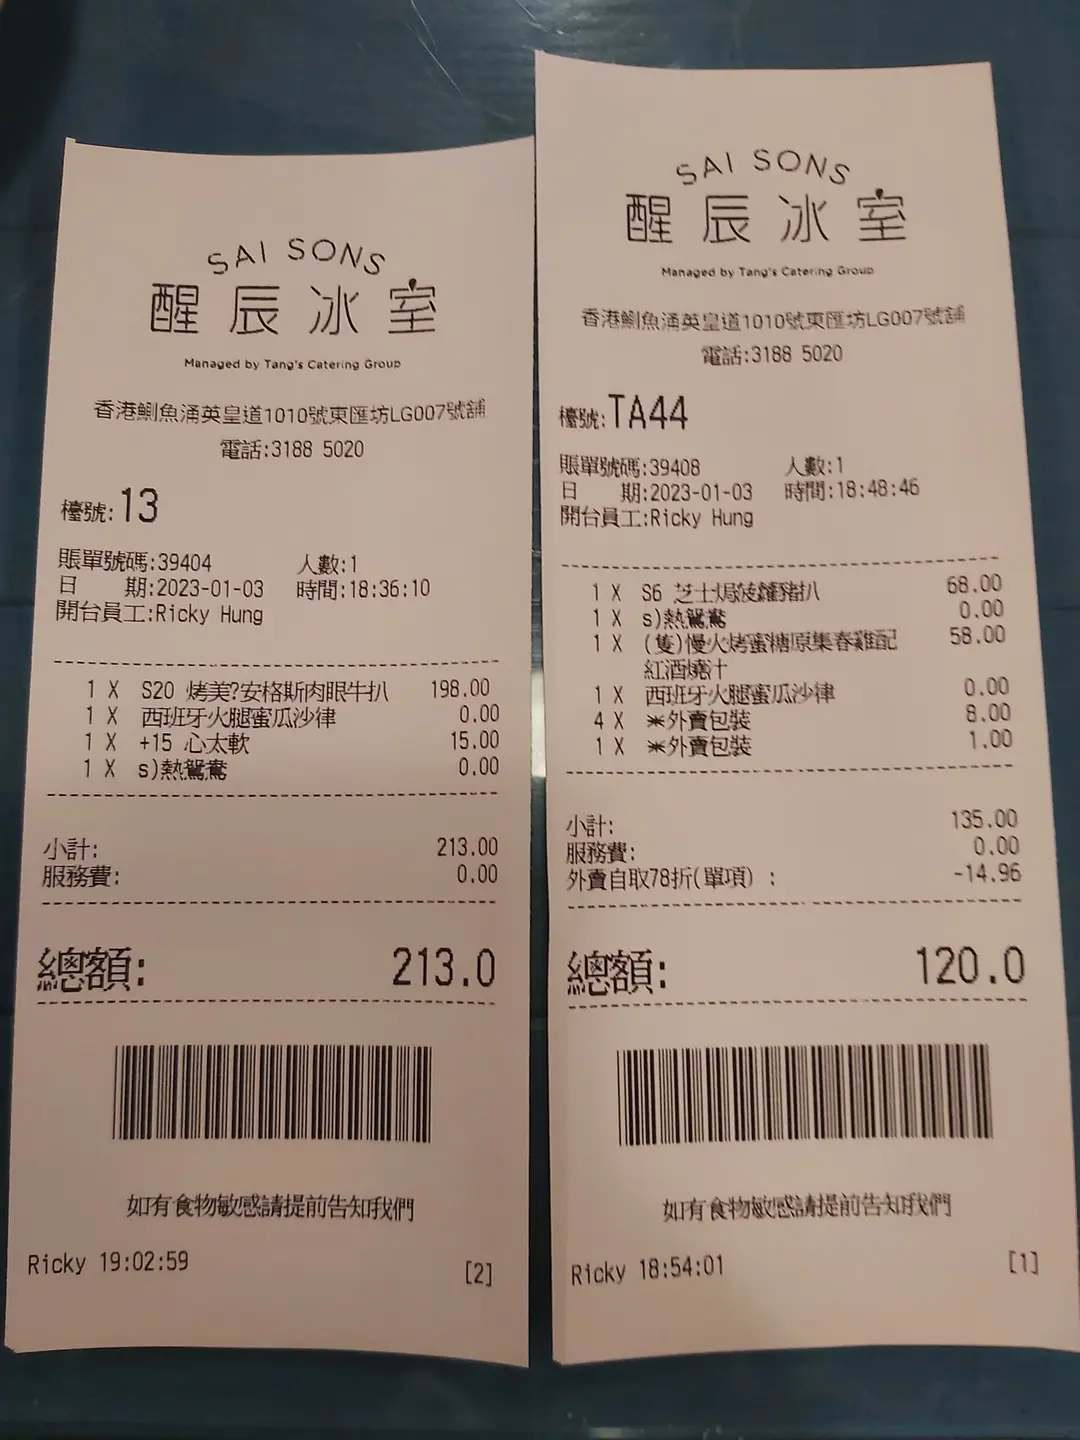 SAI SONS
醒辰冰室
Managed by Tang's Catering Group
香港鰂魚涌英皇道1010號東匯坊LG007號舖
電話:3188 5020
檯號:13
賬單號碼:39404 人數:1
日 期:2023-01-03 時間:18:36:10
開台員工:Ricky Hung
1 X S20 烤美?安格斯肉眼牛扒 198.00
1 X 西班牙火腿蜜瓜沙律 0.00
1 X +15 心太軟 15.00
1 X s)熱鴛鴦 0.00
小計: 213.00
服務費: 0.00
總額: 213.0
如有食物敏感請提前告知我們
Ricky 19:02:59 [2]
SAI SONS
醒辰冰室
Managed by Tang's Catering Group
香港鰂魚涌英皇道1010號東匯坊LG007號舖
電話:3188 5020
檯號:TA44
賬單號碼:39408 人數:1
日 期:2023-01-03 時間:18:48:46
開台員工:Ricky Hung
1 X S6 芝士焗菠蘿豬扒 68.00
1 X s)熱鴛鴦 0.00
1 X (隻)慢火烤蜜糖原隻春雞配 58.00
紅酒燒汁
1 X 西班牙火腿蜜瓜沙律 0.00
4 X *外賣包裝 8.00
1 X *外賣包裝 1.00
小計: 135.00
服務費: 0.00
外賣自取78折(單項) : -14.96
總額: 120.0
如有食物敏感請提前告知我們
Ricky 18:54:01 [1]